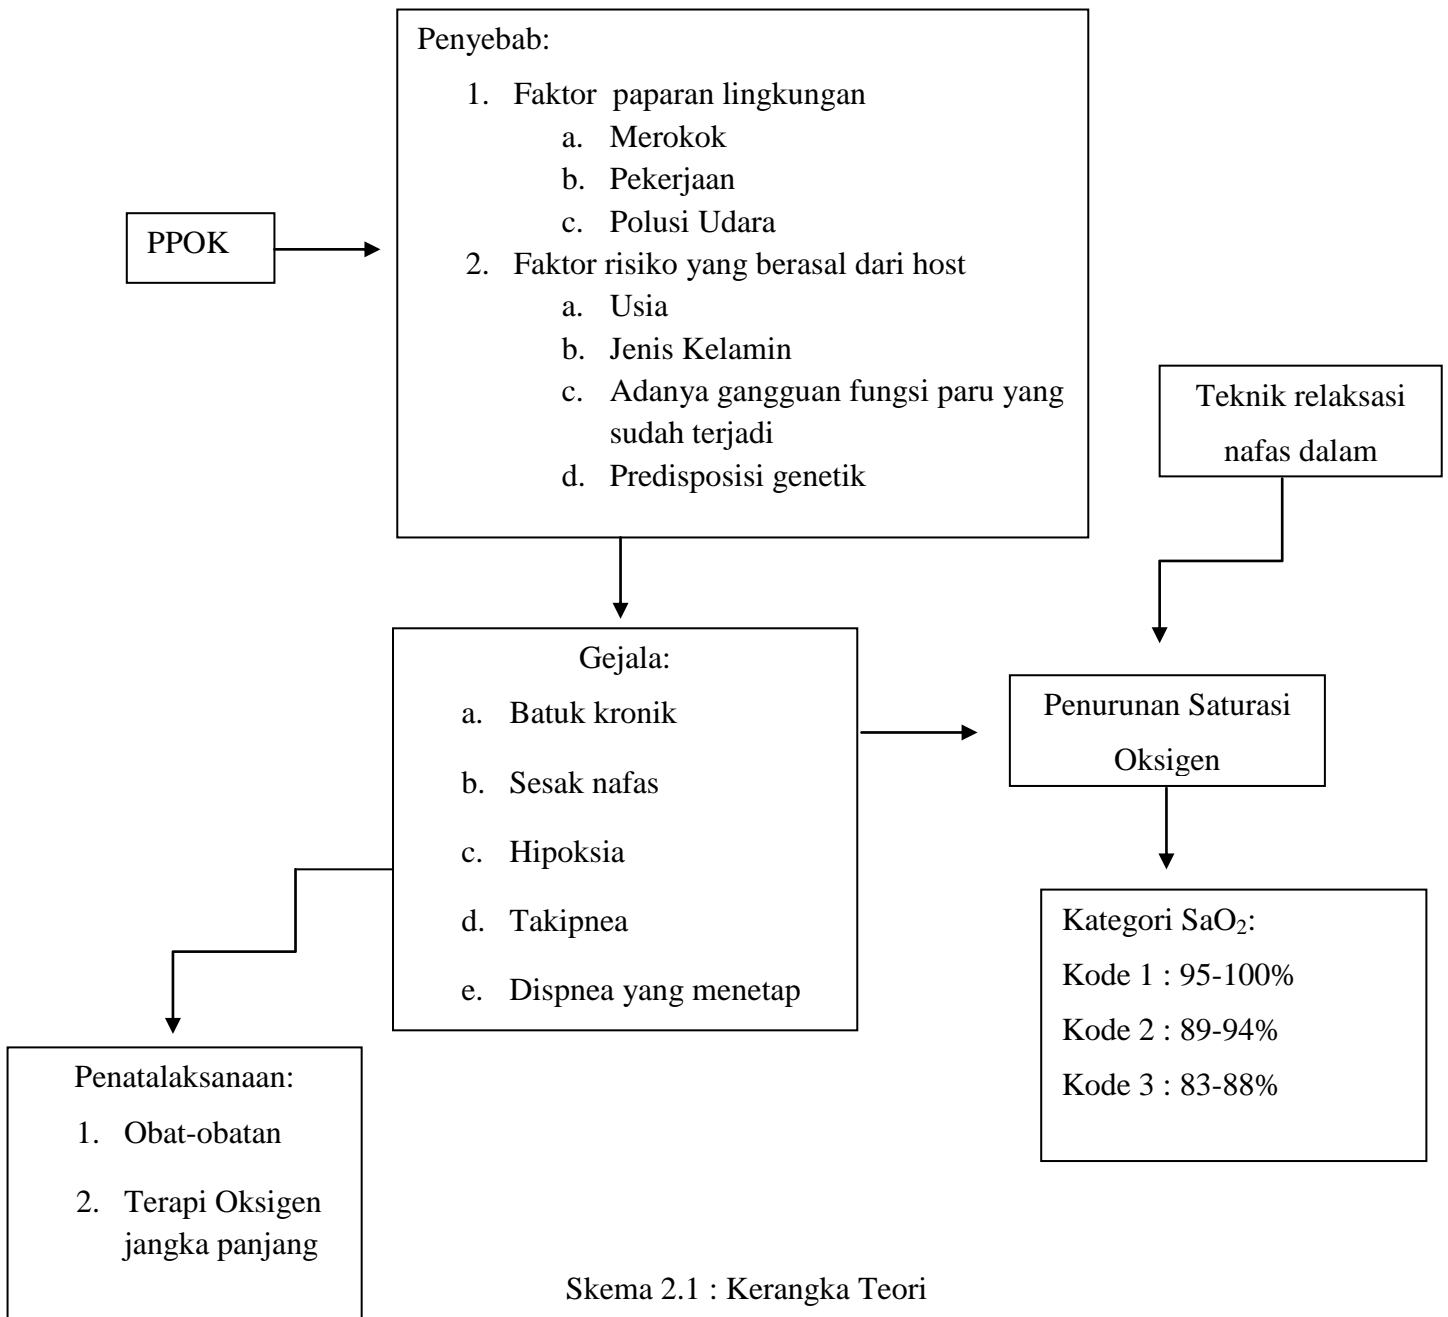 Penyebab:
1. Faktor paparan lingkungan
a. Merokok
b. Pekerjaan
c. Polusi Udara
2. Faktor risiko yang berasal dari host
a. Usia
b. Jenis Kelamin
c. Adanya gangguan fungsi paru yang
sudah terjadi
d. Predisposisi genetik
PPOK
Teknik relaksasi
nafas dalam
Gejala:
a. Batuk kronik
b. Sesak nafas
c. Hipoksia
d. Takipnea
e. Dispnea yang menetap
Penurunan Saturasi
Oksigen
Kategori SaO₂:
Kode 1 : 95-100%
Kode 2 : 89-94%
Kode 3 : 83-88%
Penatalaksanaan:
1. Obat-obatan
2. Terapi Oksigen
jangka panjang
Skema 2.1 : Kerangka Teori